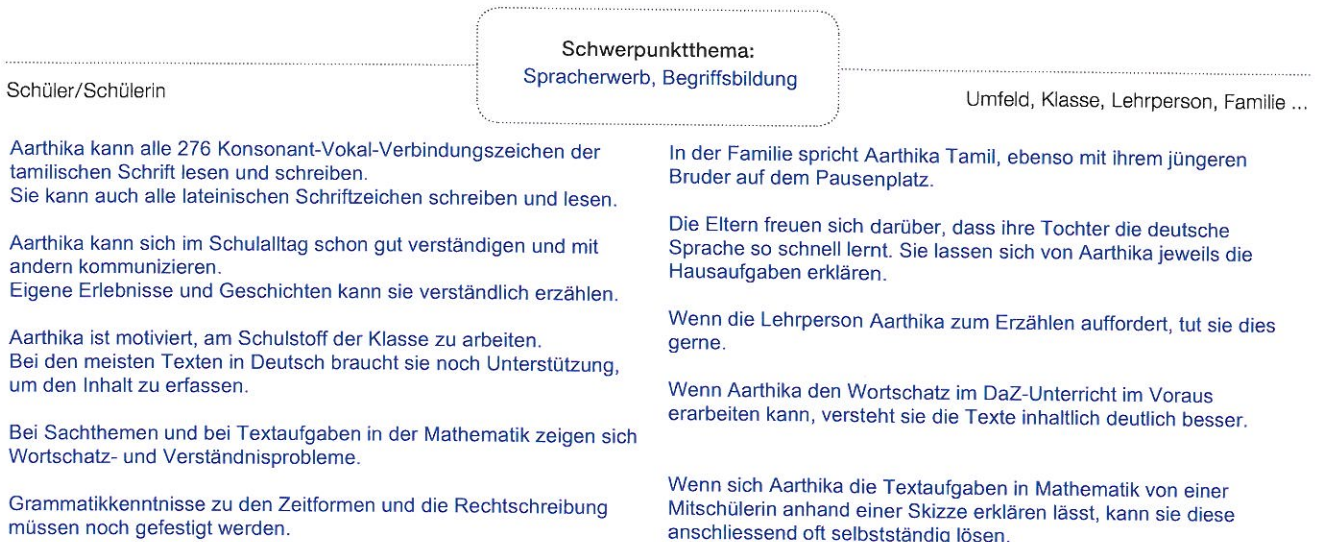 Schwerpunktthema:
Spracherwerb, Begriffsbildung
Schüler/Schülerin
Umfeld, Klasse, Lehrperson, Familie ...
Aarthika kann alle 276 Konsonant-Vokal-Verbindungszeichen der
tamilischen Schrift lesen und schreiben.
Sie kann auch alle lateinischen Schriftzeichen schreiben und lesen.
Aarthika kann sich im Schulalltag schon gut verständigen und mit
andern kommunizieren.
Eigene Erlebnisse und Geschichten kann sie verständlich erzählen.
Aarthika ist motiviert, am Schulstoff der Klasse zu arbeiten.
Bei den meisten Texten in Deutsch braucht sie noch Unterstützung,
um den Inhalt zu erfassen.
Bei Sachthemen und bei Textaufgaben in der Mathematik zeigen sich
Wortschatz- und Verständnisprobleme.
Grammatikkenntnisse zu den Zeitformen und die Rechtschreibung
müssen noch gefestigt werden.
In der Familie spricht Aarthika Tamil, ebenso mit ihrem jüngeren
Bruder auf dem Pausenplatz.
Die Eltern freuen sich darüber, dass ihre Tochter die deutsche
Sprache so schnell lernt. Sie lassen sich von Aarthika jeweils die
Hausaufgaben erklären.
Wenn die Lehrperson Aarthika zum Erzählen auffordert, tut sie dies
gerne.
Wenn Aarthika den Wortschatz im DaZ-Unterricht im Voraus
erarbeiten kann, versteht sie die Texte inhaltlich deutlich besser.
Wenn sich Aarthika die Textaufgaben in Mathematik von einer
Mitschülerin anhand einer Skizze erklären lässt, kann sie diese
anschliessend oft selbstständig lösen.